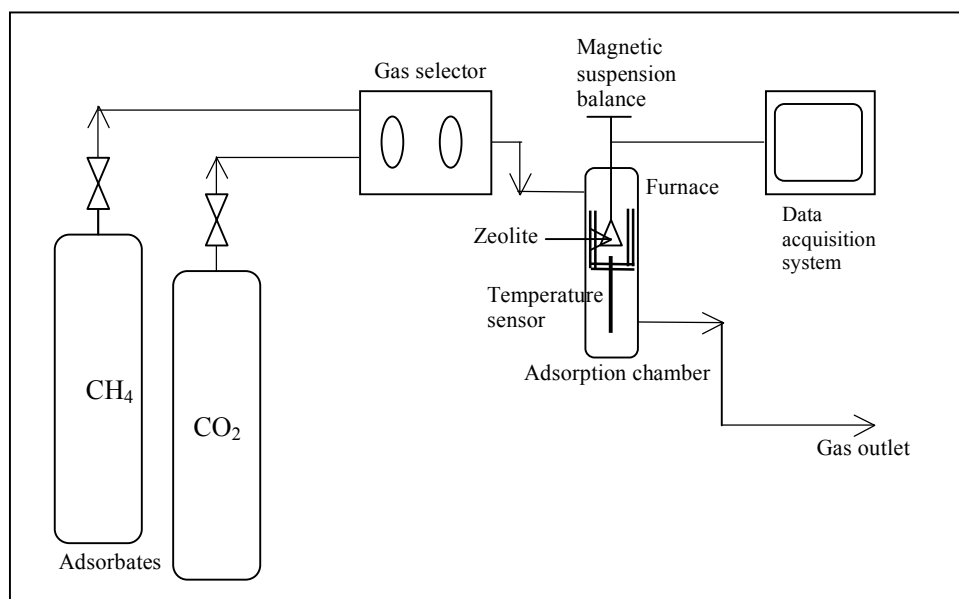 Magnetic
suspension
balance
Gas selector
Furnace
Zeolite
Data
acquisition
system
Temperature
sensor
Adsorption chamber
CH₄
CO₂
Gas outlet
Adsorbates